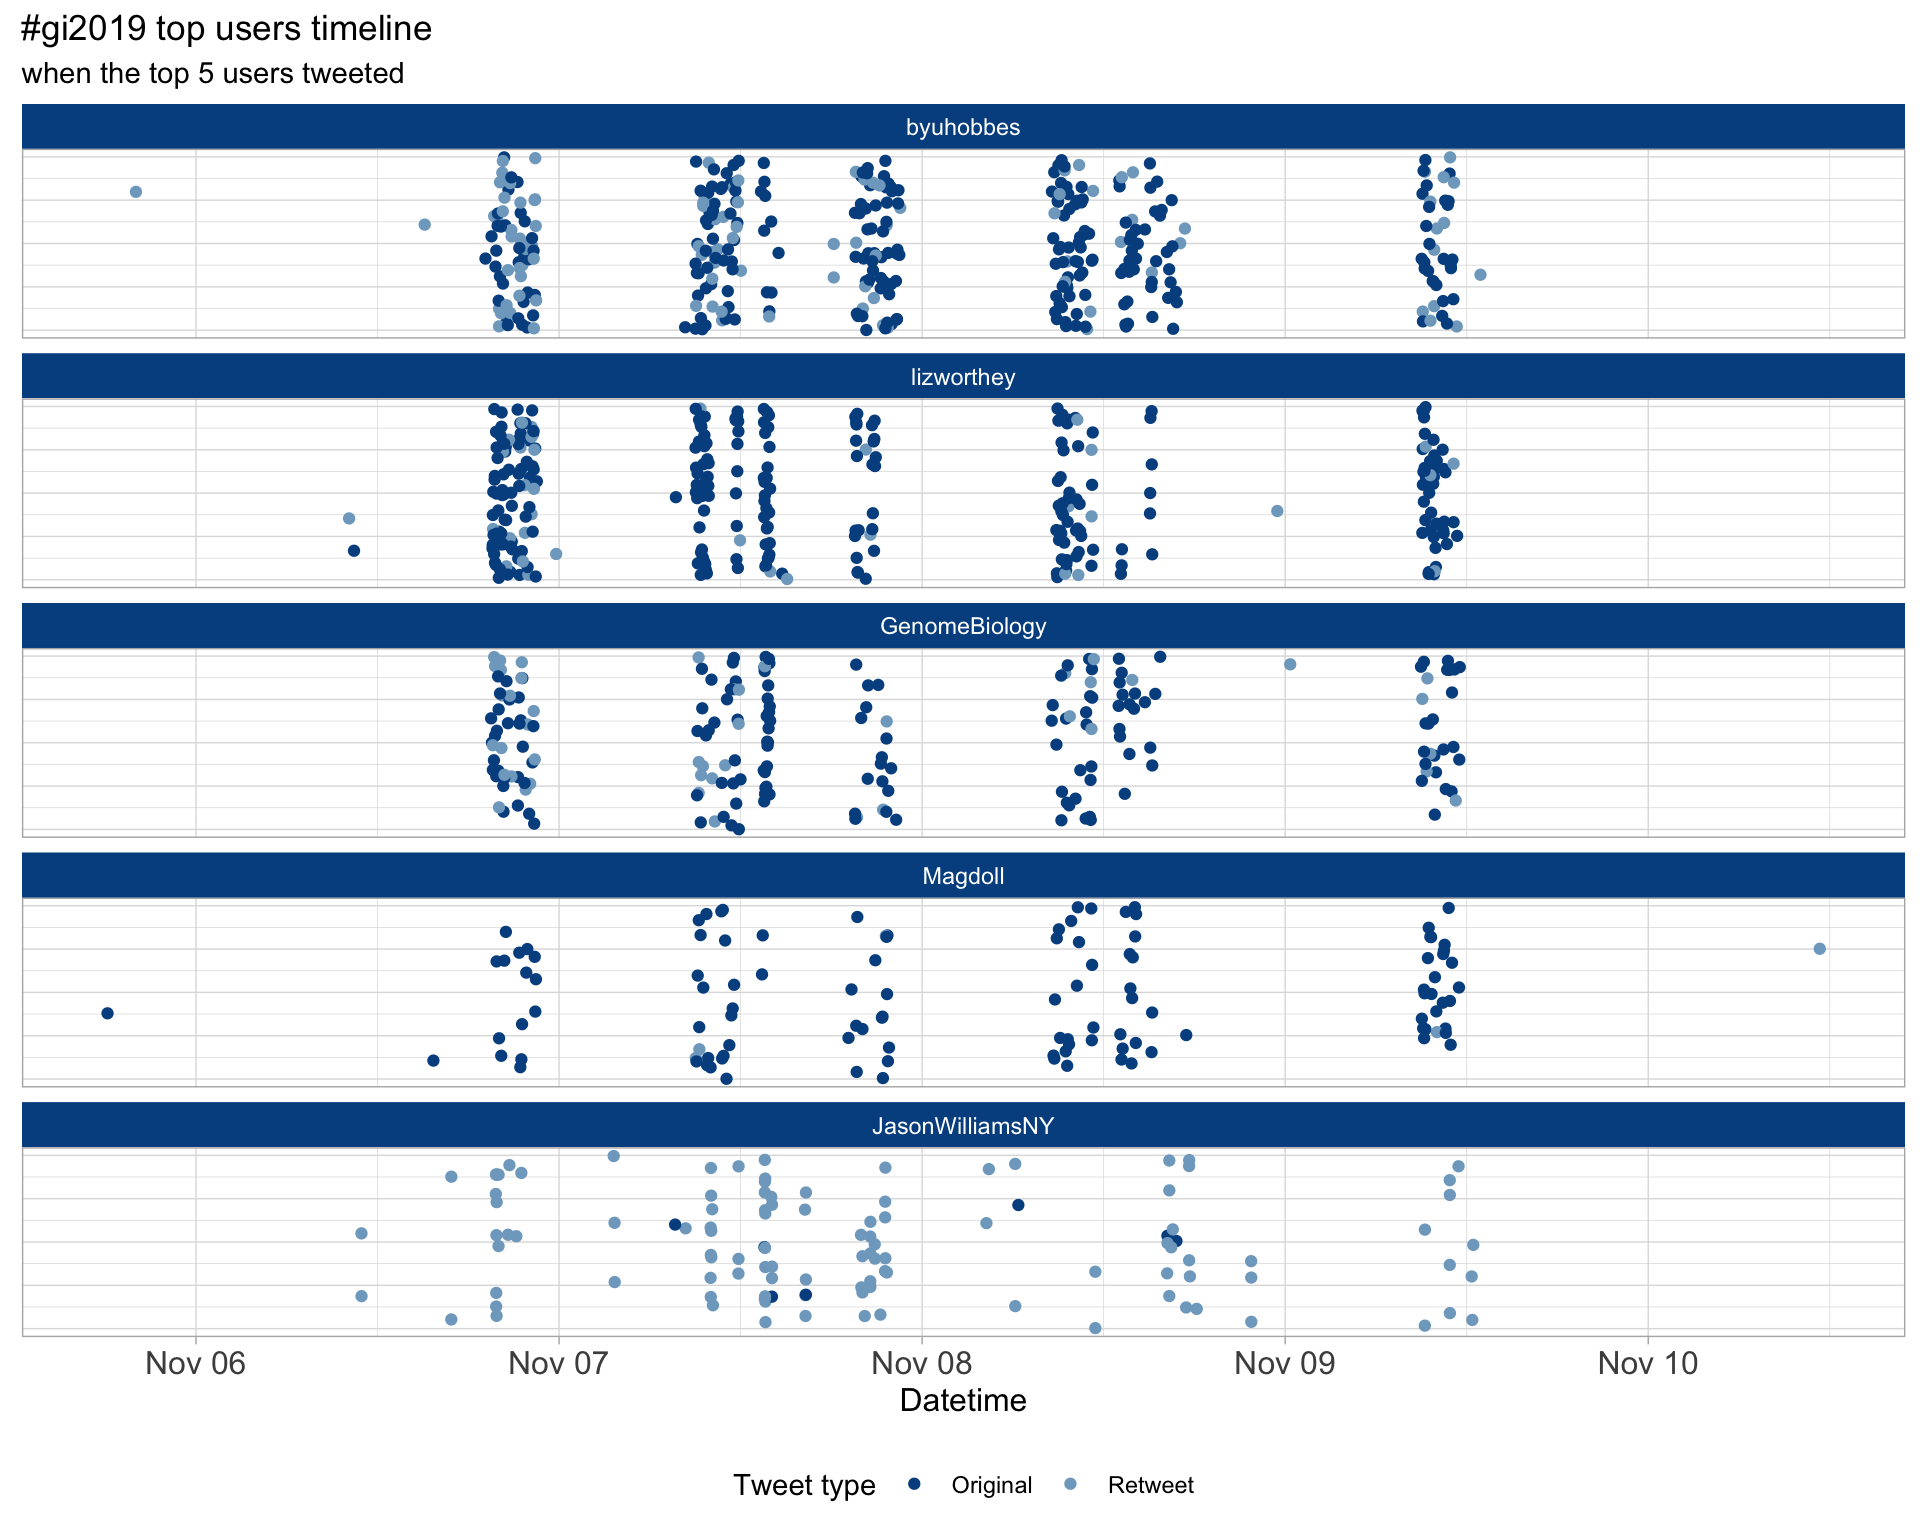 #gi2019 top users timeline
when the top 5 users tweeted
byuhobbes
lizworthey
GenomeBiology
Magdoll
JasonWilliamsNY
Nov 06 Nov 07 Nov 08 Nov 09 Nov 10
Datetime
Tweet type Original Retweet